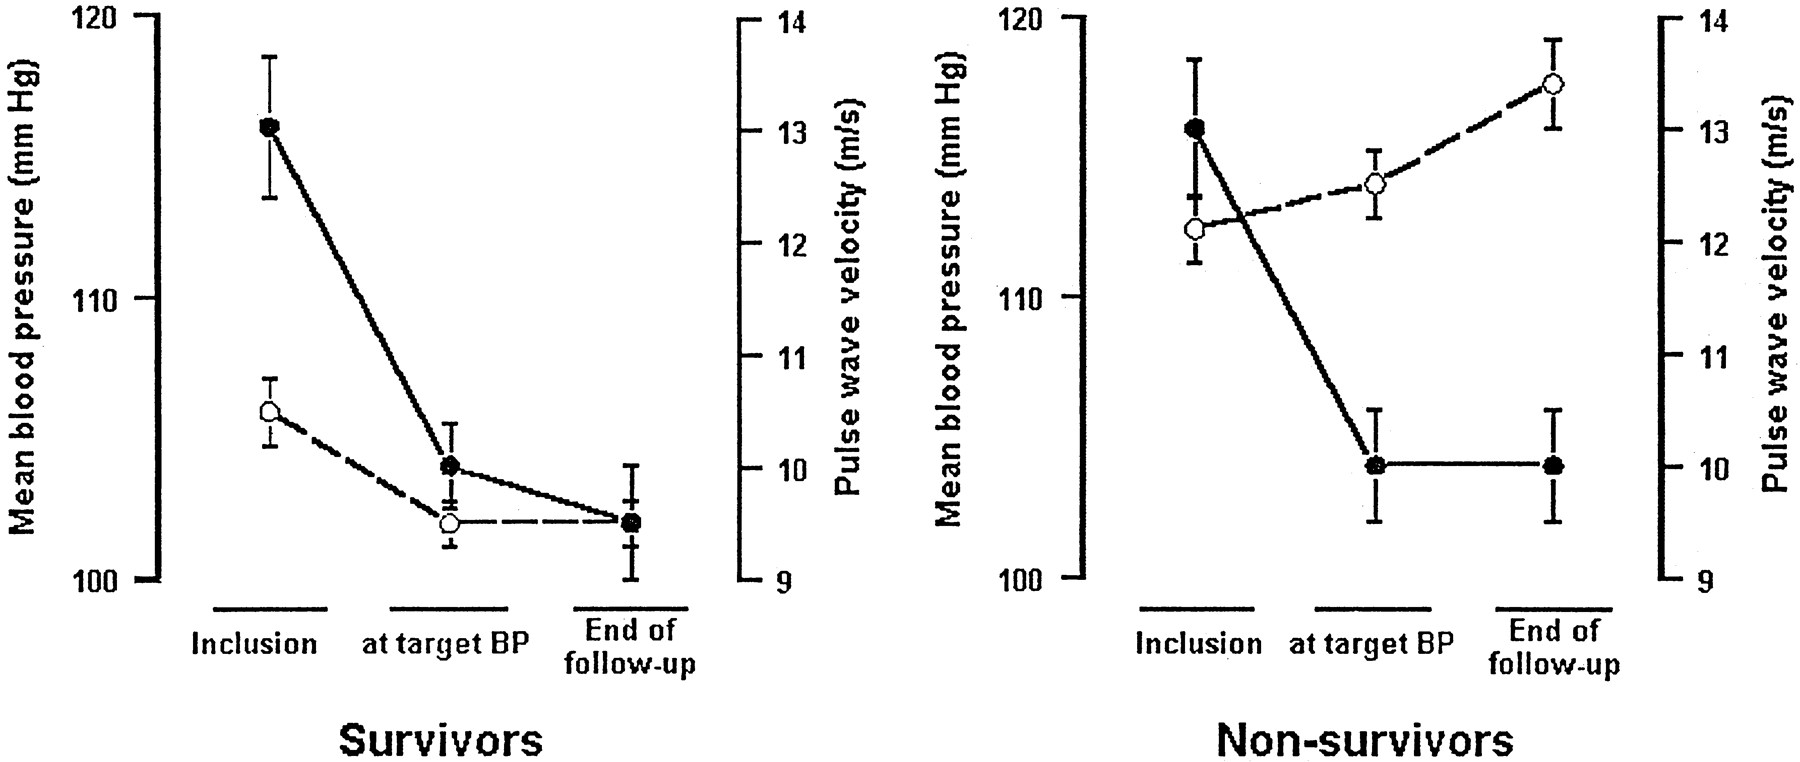 Mean blood pressure (mm Hg)
120
110
100
14
13
12
11
10
9
Pulse wave velocity (m/s)
Inclusion
at target BP
End of
follow-up
Survivors
Mean blood pressure (mm Hg)
120
110
100
14
13
12
11
10
9
Pulse wave velocity (m/s)
Inclusion
at target BP
End of
follow-up
Non-survivors